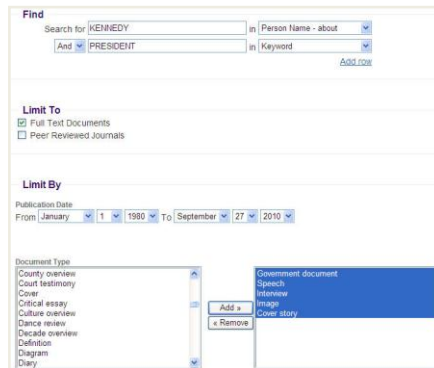 Find
Search for KENNEDY in Person Name - about
And PRESIDENT in Keyword
Add row
Limit To
Full Text Documents
Peer Reviewed Journals
Limit By
Publication Date
From January 1 1980 To September 27 2010
Document Type
County overview
Court testimony
Cover
Critical essay
Culture overview
Dance review
Decade overview
Definition
Diagram
Diary
Add »
« Remove
Government document
Speech
Interview
Image
Cover story